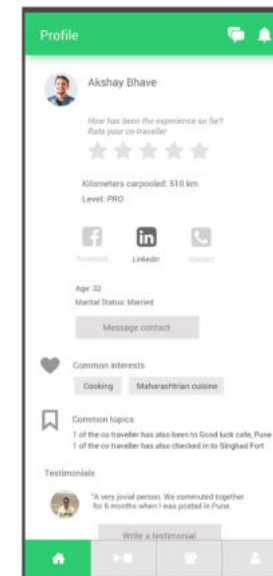 Profile
Akshay Bhave
How has been the experience so far?
Rate your co-traveller
Kilometers carpooled: 510 km
Level: PRO
Facebook
LinkedIn
Contact
Age: 32
Marital Status: Married
Message contact
Common interests
Cooking
Maharashtrian cuisine
Common topics
1 of the co traveller has also been to Good luck cafe, Pune
1 of the co traveller has also checked in to Singhad Fort
Testimonials
"A very jovial person. We commuted together
for 6 months when I was posted in Pune.
Write a testimonial